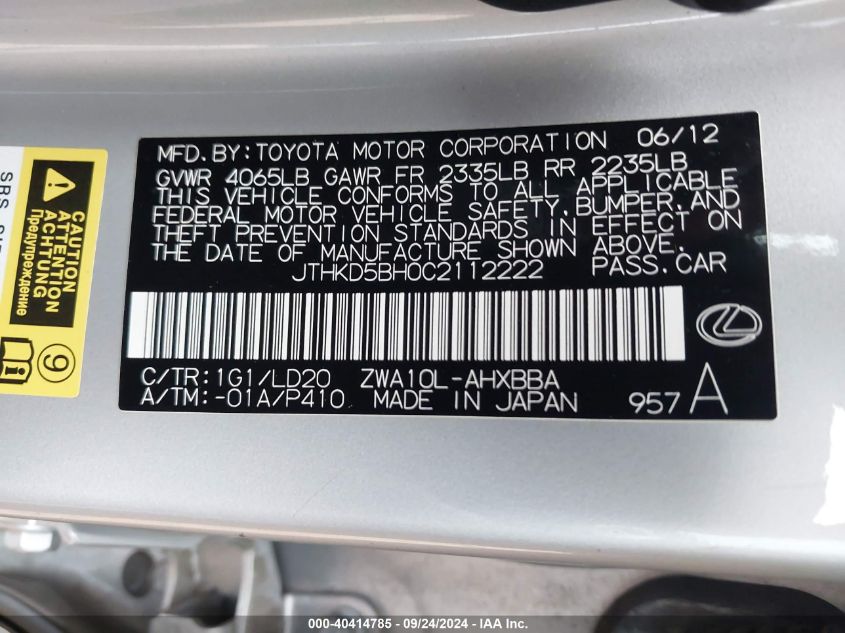 MFD. BY: TOYOTA MOTOR CORPORATION 06/12
GVWR 4065LB GAWR FR 2335LB RR 2235LB
THIS VEHICLE CONFORMS TO ALL APPLICABLE
FEDERAL MOTOR VEHICLE SAFETY, BUMPER, AND
THEFT PREVENTION STANDARDS IN EFFECT ON
THE DATE OF MANUFACTURE SHOWN ABOVE.
JTHKD5BH0C2112222 PASS. CAR
C/TR: 1G1/LD20 ZWA10L-AHXBBA
A/TM: -01A/P410 MADE IN JAPAN 957 A
CAUTION
ATTENTION
ACHTUNG
Предупреждение
9
000-40414785 - 09/24/2024 - IAA Inc.